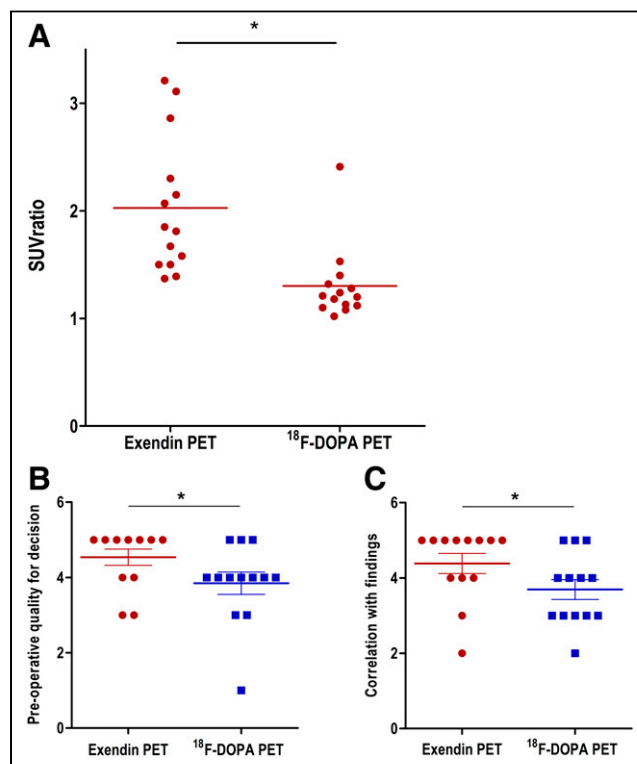 A
*
SUVratio
3
2
1
0
Exendin PET
¹⁸F-DOPA PET
B
*
Pre-operative quality for decision
6
4
2
0
Exendin PET
¹⁸F-DOPA PET
C
*
Correlation with findings
6
4
2
0
Exendin PET
¹⁸F-DOPA PET